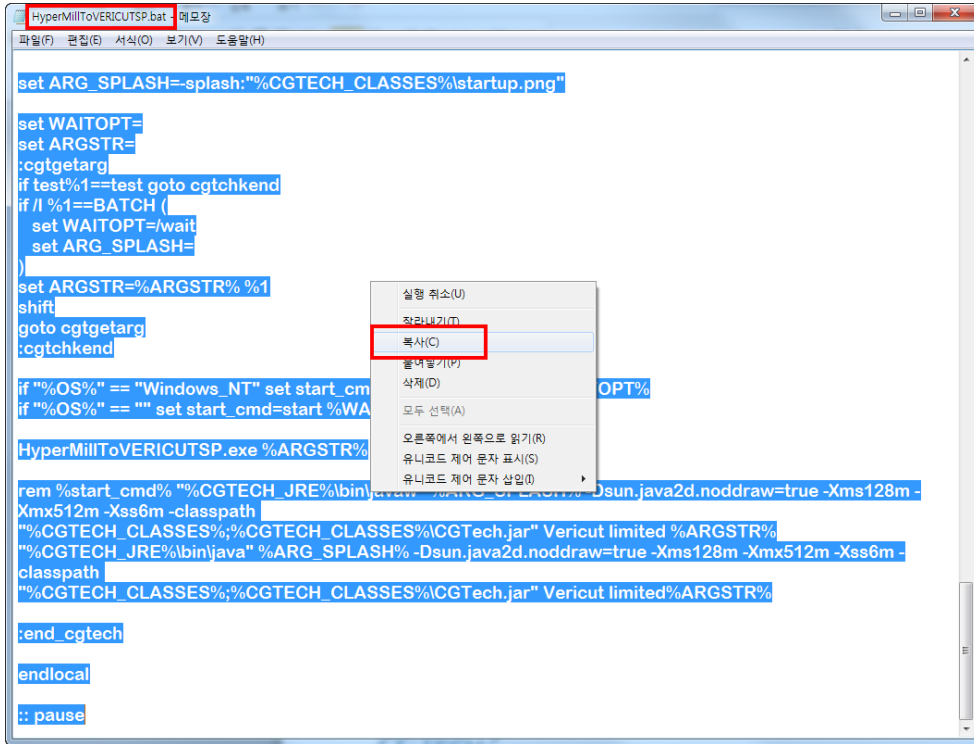 HyperMillToVERICUTSP.bat - 메모장
파일(F) 편집(E) 서식(O) 보기(V) 도움말(H)
set ARG_SPLASH=-splash:"%CGTECH_CLASSES%\startup.png"
set WAITOPT=
set ARGSTR=
:cgtgetarg
if test%1==test goto cgtchkend
if /I %1==BATCH (
set WAITOPT=/wait
set ARG_SPLASH=
)
set ARGSTR=%ARGSTR% %1
shift
goto cgtgetarg
:cgtchkend
if "%OS%" == "Windows_NT" set start_cm OPT%
if "%OS%" == "" set start_cmd=start %WA
HyperMillToVERICUTSP.exe %ARGSTR%
rem %start_cmd% "%CGTECH_JRE%\bin\javaw" %ARG_SPLASH% -Dsun.java2d.noddraw=true -Xms128m -
Xmx512m -Xss6m -classpath
"%CGTECH_CLASSES%;%CGTECH_CLASSES%\CGTech.jar" Vericut limited %ARGSTR%
"%CGTECH_JRE%\bin\java" %ARG_SPLASH% -Dsun.java2d.noddraw=true -Xms128m -Xmx512m -Xss6m -
classpath
"%CGTECH_CLASSES%;%CGTECH_CLASSES%\CGTech.jar" Vericut limited%ARGSTR%
:end_cgtech
endlocal
:: pause
실행 취소(U)
잘라내기(T)
복사(C)
붙여넣기(P)
삭제(D)
모두 선택(A)
오른쪽에서 왼쪽으로 읽기(R)
유니코드 제어 문자 표시(S)
유니코드 제어 문자 삽입(I)